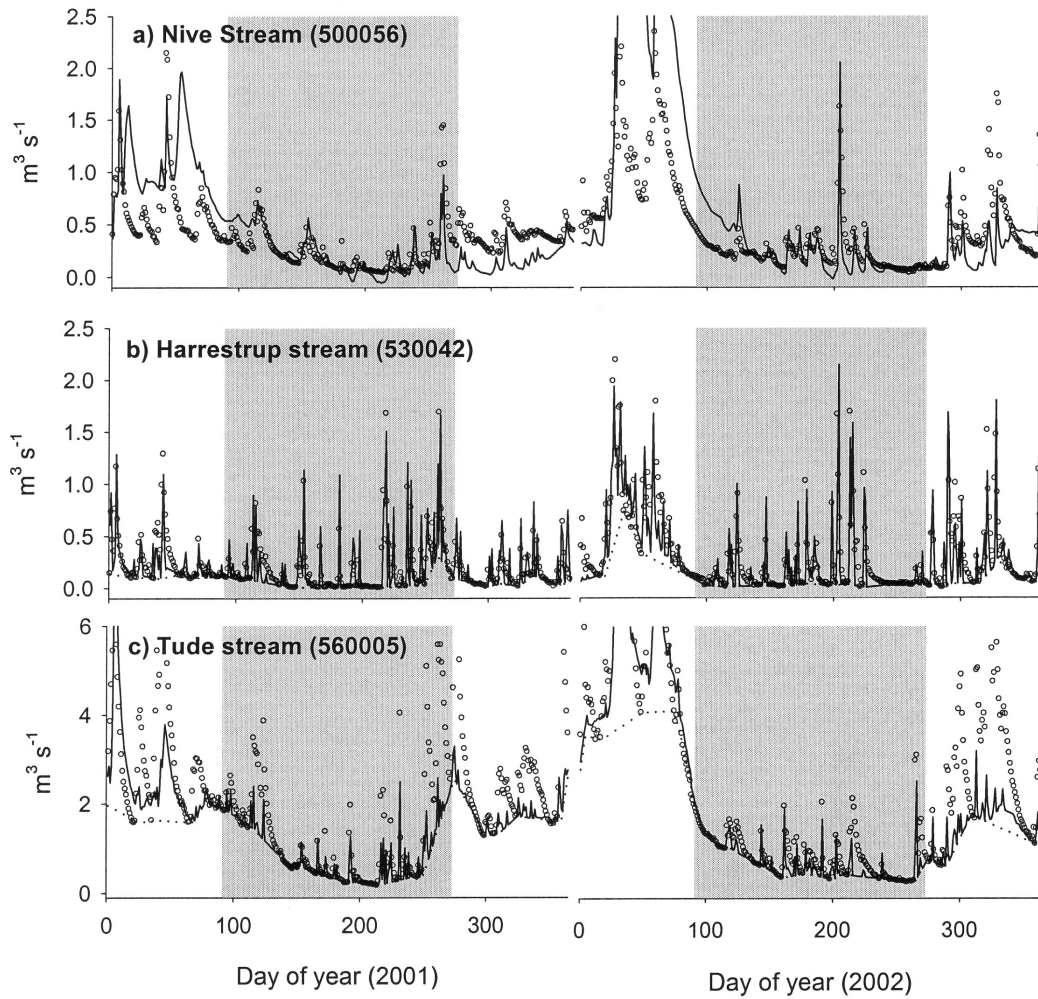 2.5
a) Nive Stream (500056)
2.0
1.5
m³ s⁻¹
1.0
0.5
0.0
2.5
b) Harrestrup stream (530042)
2.0
1.5
m³ s⁻¹
1.0
0.5
0.0
6
c) Tude stream (560005)
4
m³ s⁻¹
2
0
0 100 200 300 0 100 200 300
Day of year (2001) Day of year (2002)